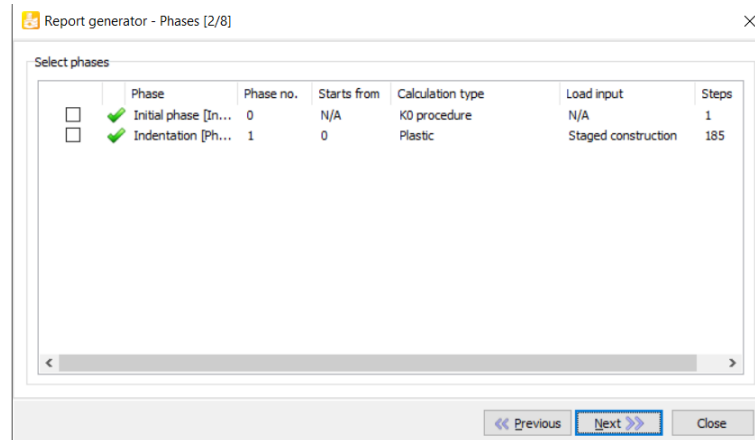 Report generator - Phases [2/8]
Select phases
Phase Phase no. Starts from Calculation type Load input Steps
Initial phase [In... 0 N/A K0 procedure N/A 1
Indentation [Ph... 1 0 Plastic Staged construction 185
Previous Next Close